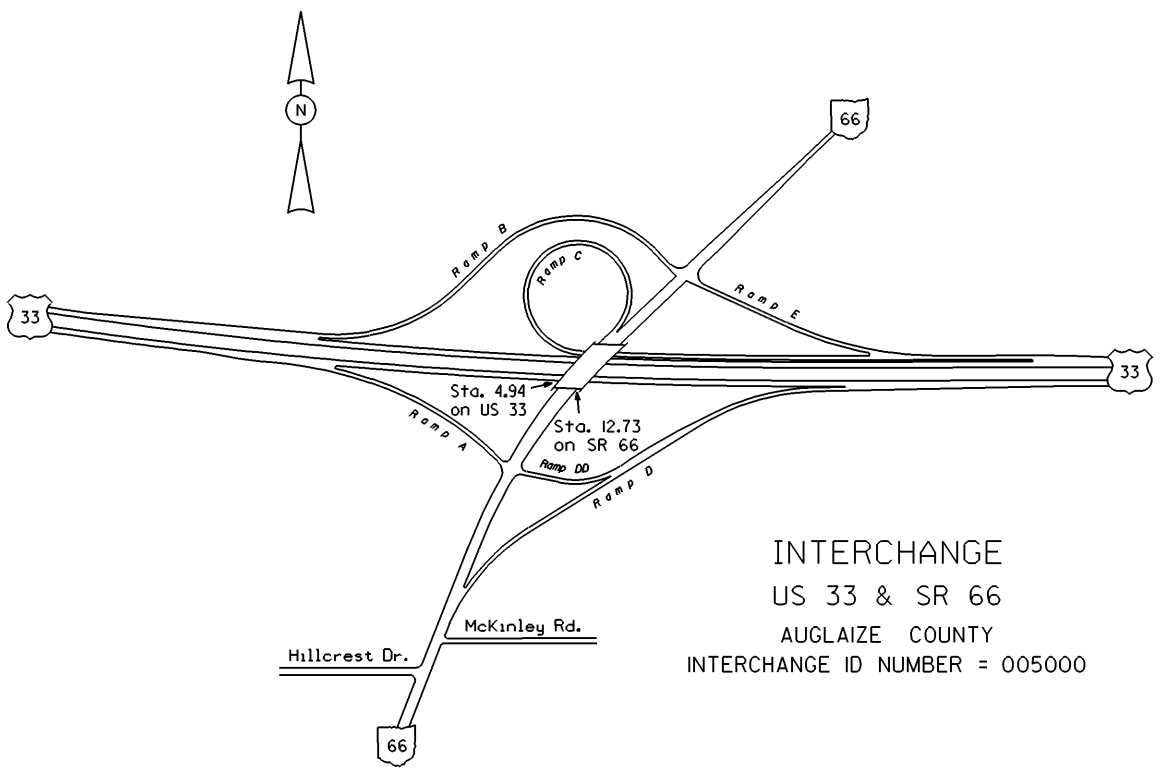 N
66
Ramp B
Ramp C
Ramp E
33
33
Sta. 4.94
on US 33
Sta. 12.73
on SR 66
Ramp A
Ramp DD
Ramp D
INTERCHANGE
US 33 & SR 66
AUGLAIZE COUNTY
INTERCHANGE ID NUMBER = 005000
McKinley Rd.
Hillcrest Dr.
66